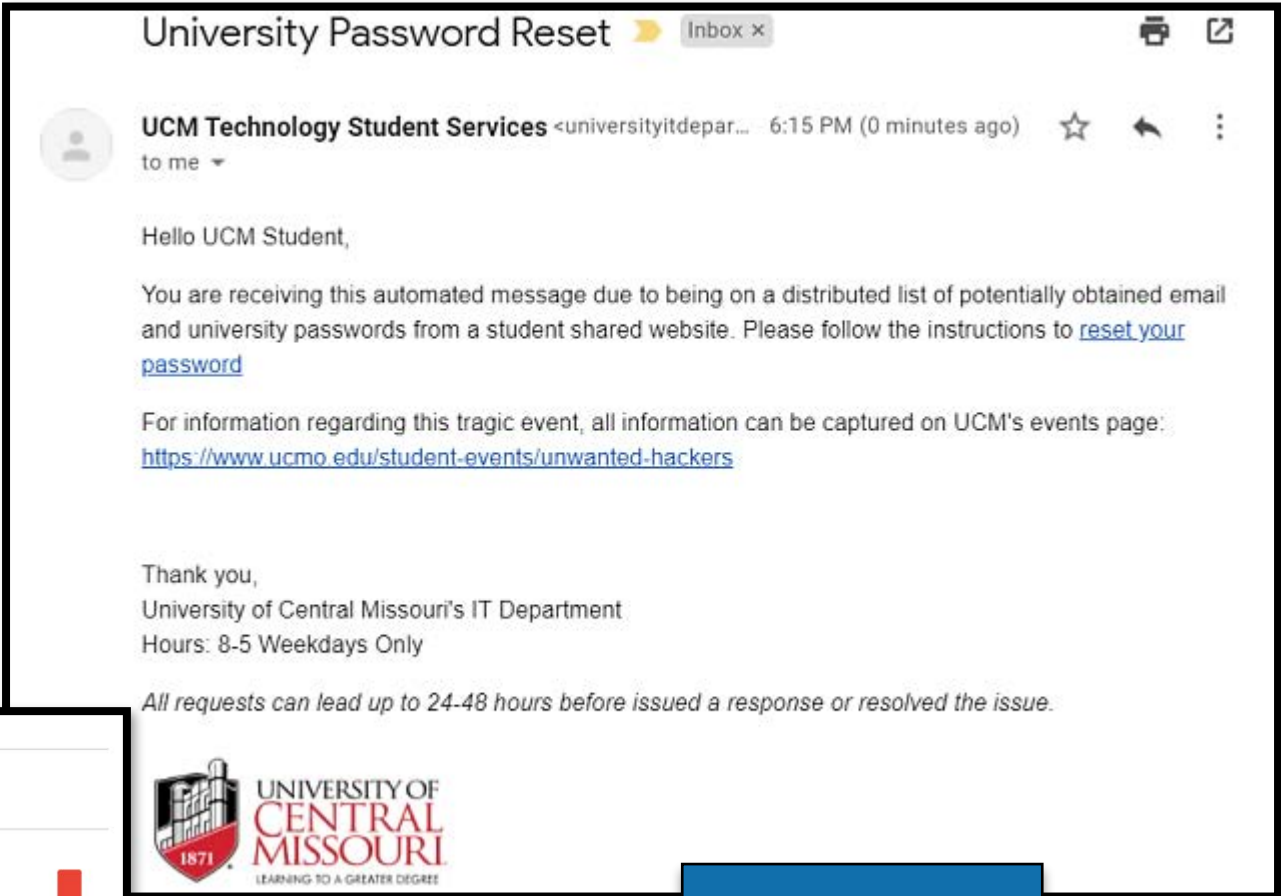 University Password Reset Inbox ×
UCM Technology Student Services <universityitdepar... 6:15 PM (0 minutes ago)
to me
Hello UCM Student,
You are receiving this automated message due to being on a distributed list of potentially obtained email
and university passwords from a student shared website. Please follow the instructions to reset your
password
For information regarding this tragic event, all information can be captured on UCM's events page:
https://www.ucmo.edu/student-events/unwanted-hackers
Thank you,
University of Central Missouri's IT Department
Hours: 8-5 Weekdays Only
All requests can lead up to 24-48 hours before issued a response or resolved the issue.
UNIVERSITY OF
CENTRAL
1871 MISSOURI
LEARNING TO A GREATER DEGREE